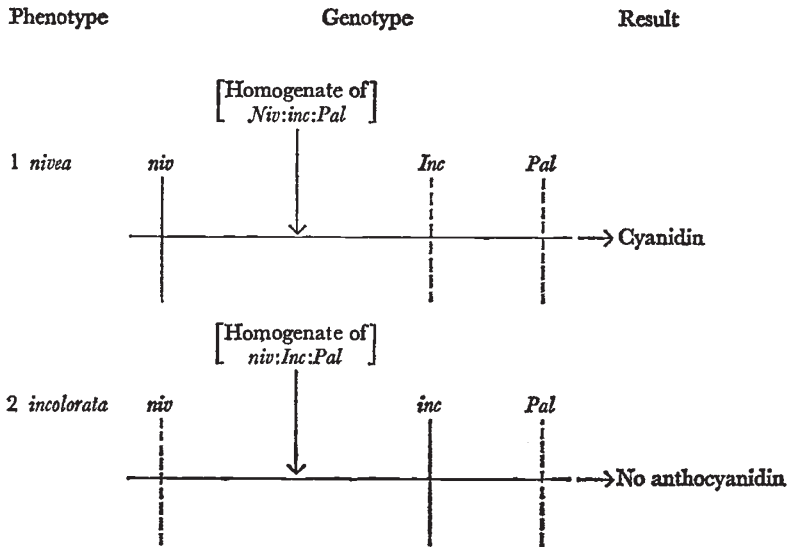 Phenotype Genotype Result
[Homogenate of
Niv:inc:Pal]
1 nivea niv Inc Pal
Cyanidin
[Homogenate of
niv:Inc:Pal]
2 incolorata niv inc Pal
No anthocyanidin